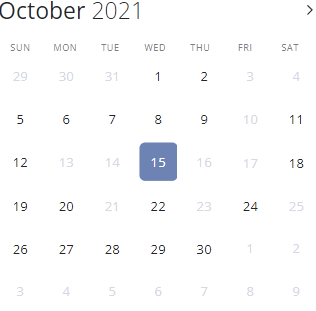 October 2021
SUN MON TUE WED THU FRI SAT
29 30 31 1 2 3 4
5 6 7 8 9 10 11
12 13 14 15 16 17 18
19 20 21 22 23 24 25
26 27 28 29 30 1 2
3 4 5 6 7 8 9